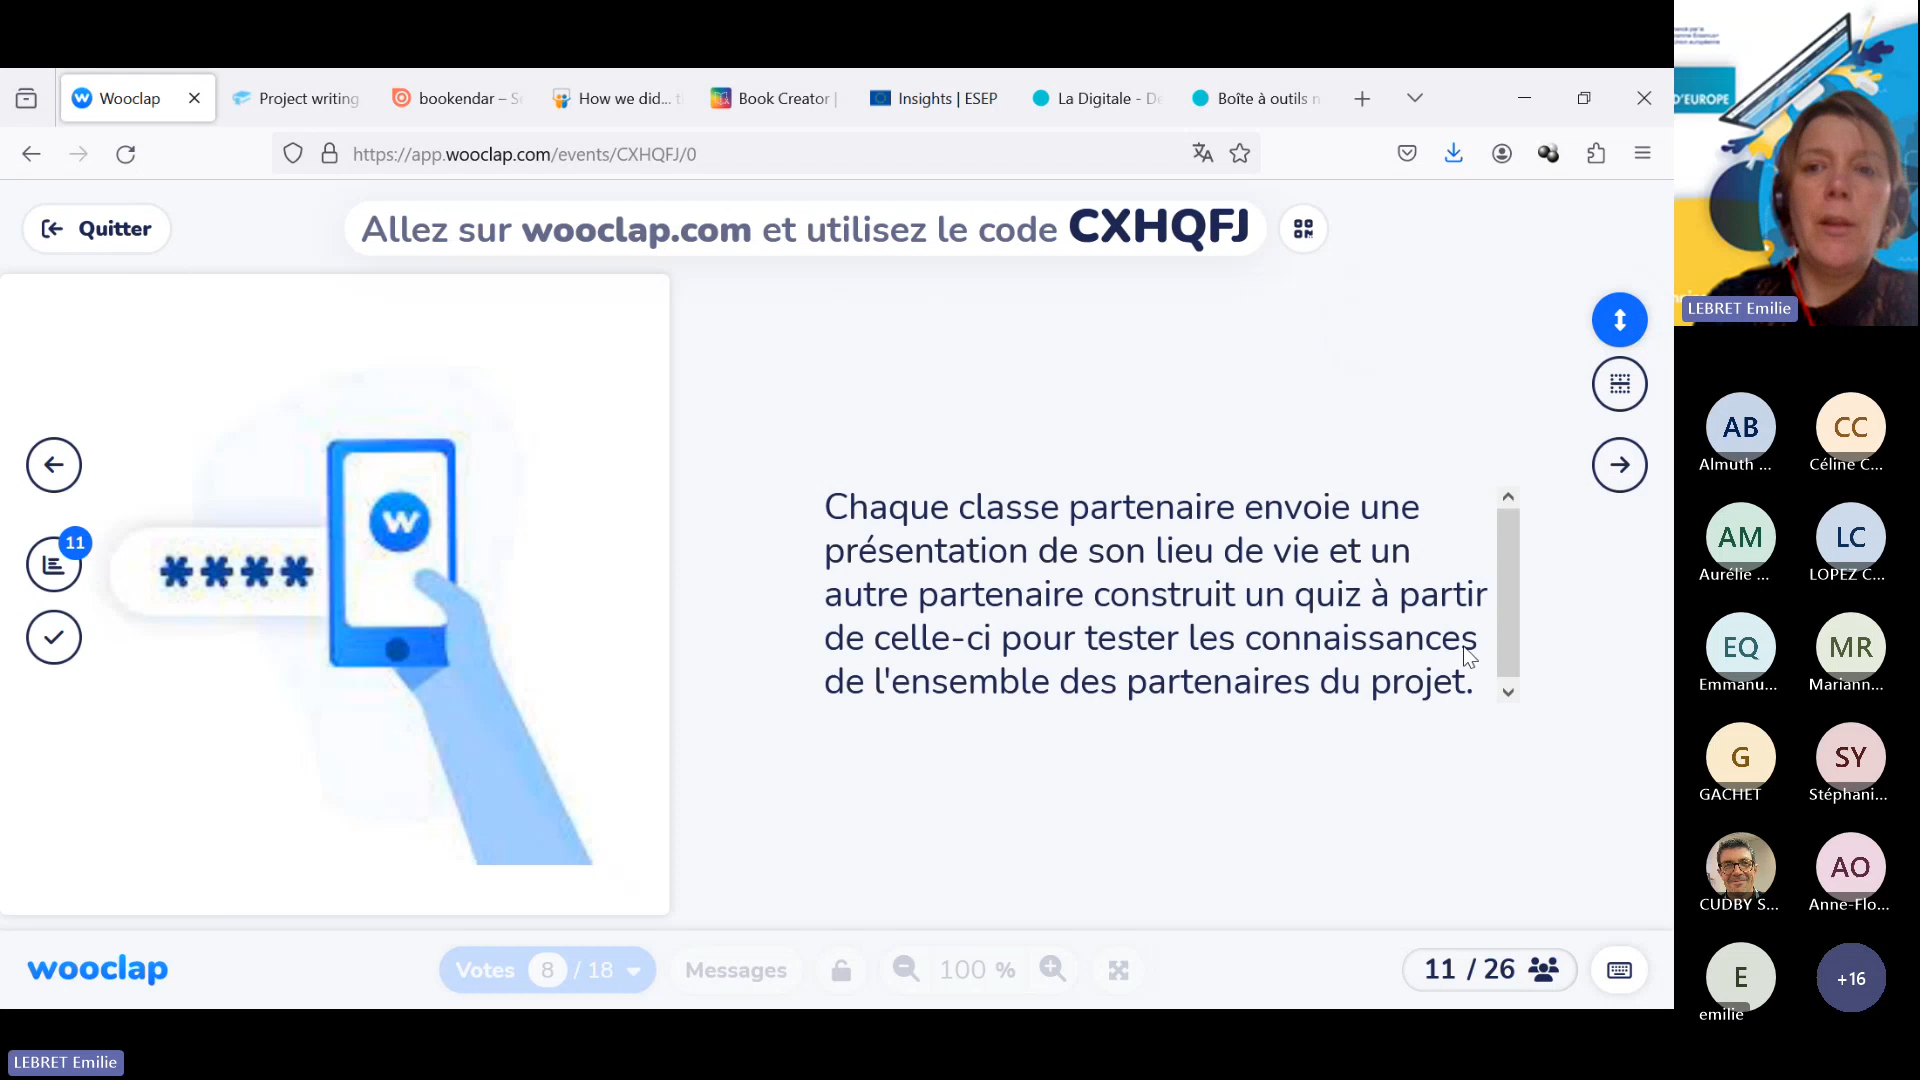 Wooclap
Project writing
bookendar – S
How we did... t
Book Creator |
Insights | ESEP
La Digitale - D
Boîte à outils n
https://app.wooclap.com/events/CXHQFJ/0
Quitter
Allez sur wooclap.com et utilisez le code CXHQFJ
D'EUROPE
LEBRET Emilie
11
****
w
Chaque classe partenaire envoie une
présentation de son lieu de vie et un
autre partenaire construit un quiz à partir
de celle-ci pour tester les connaissances
de l'ensemble des partenaires du projet.
AB
Almuth ...
CC
Céline C...
AM
Aurélie ...
LC
LOPEZ C...
EQ
Emmanu...
MR
Mariann...
G
GACHET
SY
Stéphani...
CUDBY S...
AO
Anne-Flo...
E
emilie
+16
wooclap
Votes 8 / 18
Messages
100 %
11 / 26
LEBRET Emilie